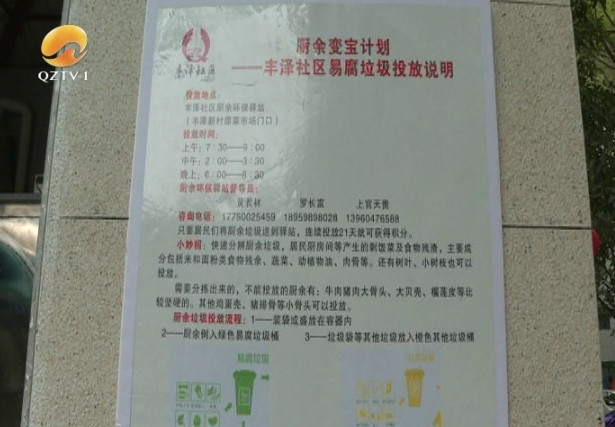 QZTV-1
丰泽社区
厨余变宝计划
——丰泽社区易腐垃圾投放说明
投放地点:
丰泽社区厨余环保驿站
(丰泽新村原菜市场门口)
投放时间:
上午:7:30—9:00
中午:2:00—3:30
晚上:6:00—8:30
厨余环保驿站督导员:
罗长富 上官天贵
咨询电话: 17750025459 18959898028 13960476588
只要居民们将厨余垃圾送到驿站,连续投放21天就可获得积分。
小妙招: 快速分辨厨余垃圾,居民厨房间等产生的剩饭菜及食物残渣,主要成
分包括米和面粉类食物残余、蔬菜、动植物油、肉骨等。还有树叶、小树枝也可以
投放。
需要分拣出来的,不能投放的厨余有:牛肉猪肉大骨头、大贝壳、榴莲皮等比
较坚硬的。其他鸡蛋壳、猪排骨等小骨头可以投放。
厨余垃圾投放流程: 1——装袋或盛放在容器内
2——厨余倒入绿色易腐垃圾桶 3——垃圾袋等其他垃圾放入橙色其他垃圾桶
易腐垃圾